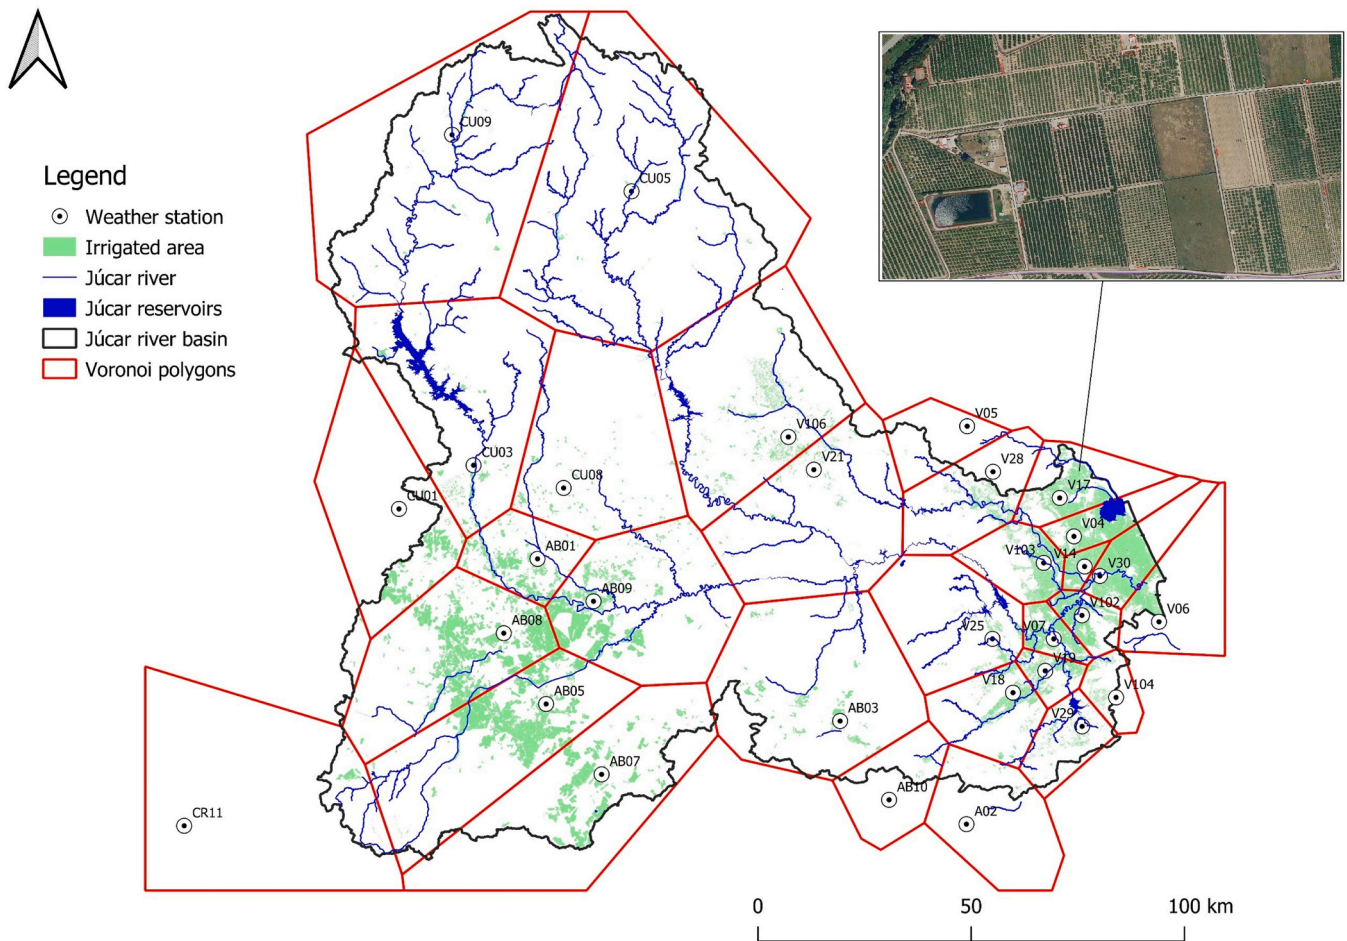 CU09
CU05
Legend
Weather station
Irrigated area
Júcar river
Júcar reservoirs
Júcar river basin
Voronoi polygons
V05
V106
V21
V28
CU03
CU08
V17
CU01
V04
V103
V14
AB01
V30
AB09
V102
V06
AB08
V25
V07
V19
V18
AB05
V104
AB03
V29
AB07
AB10
CR11
A02
0
50
100 km